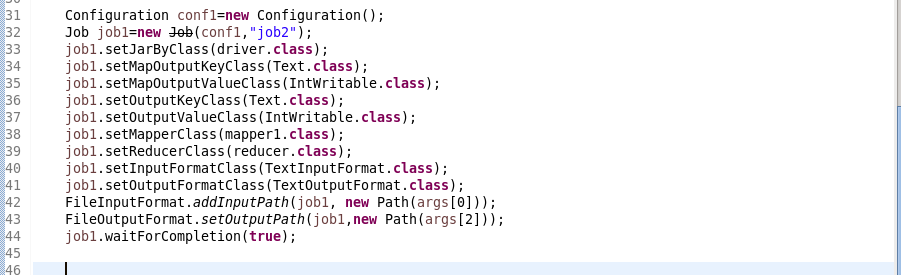 31 Configuration conf1=new Configuration();
32 Job job1=new Job(conf1,"job2");
33 job1.setJarByClass(driver.class);
34 job1.setMapOutputKeyClass(Text.class);
35 job1.setMapOutputValueClass(IntWritable.class);
36 job1.setOutputKeyClass(Text.class);
37 job1.setOutputValueClass(IntWritable.class);
38 job1.setMapperClass(mapper1.class);
39 job1.setReducerClass(reducer.class);
40 job1.setInputFormatClass(TextInputFormat.class);
41 job1.setOutputFormatClass(TextOutputFormat.class);
42 FileInputFormat.addInputPath(job1, new Path(args[0]));
43 FileOutputFormat.setOutputPath(job1,new Path(args[2]));
44 job1.waitForCompletion(true);
45
46